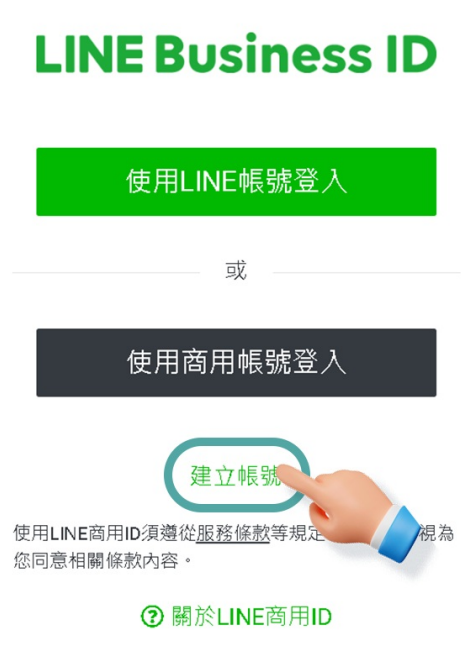 LINE Business ID
使用LINE帳號登入
或
使用商用帳號登入
建立帳號
使用LINE商用ID須遵從服務條款等規定 視為
您同意相關條款內容。
? 關於LINE商用ID